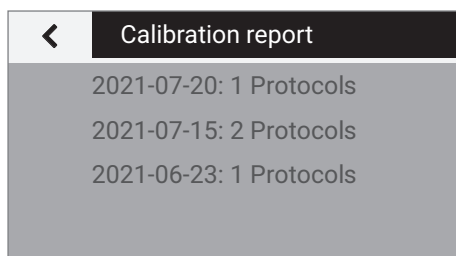 Calibration report
2021-07-20: 1 Protocols
2021-07-15: 2 Protocols
2021-06-23: 1 Protocols